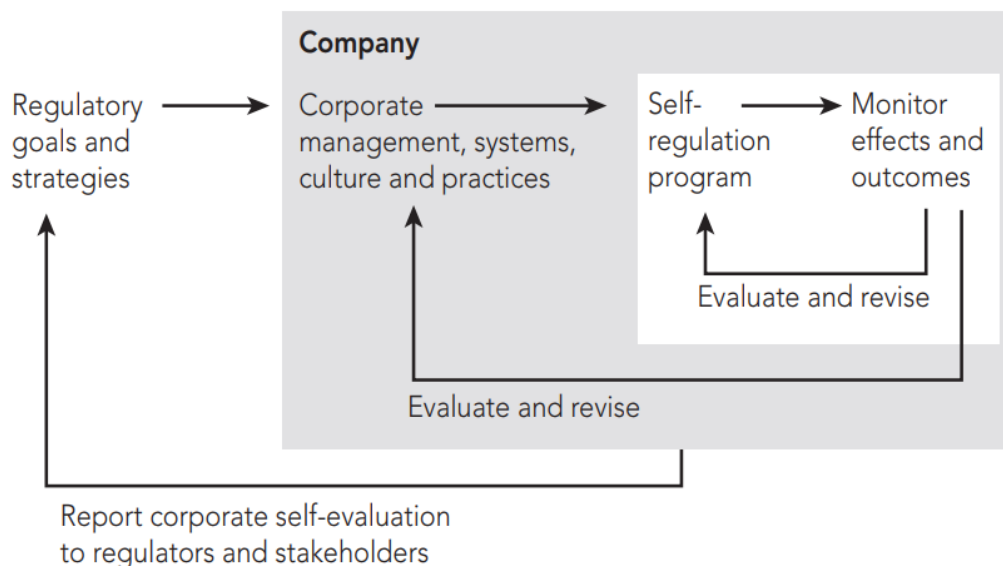 Company
Regulatory
goals and
strategies
Corporate
management, systems,
culture and practices
Self-
regulation
program
Monitor
effects and
outcomes
Evaluate and revise
Evaluate and revise
Report corporate self-evaluation
to regulators and stakeholders